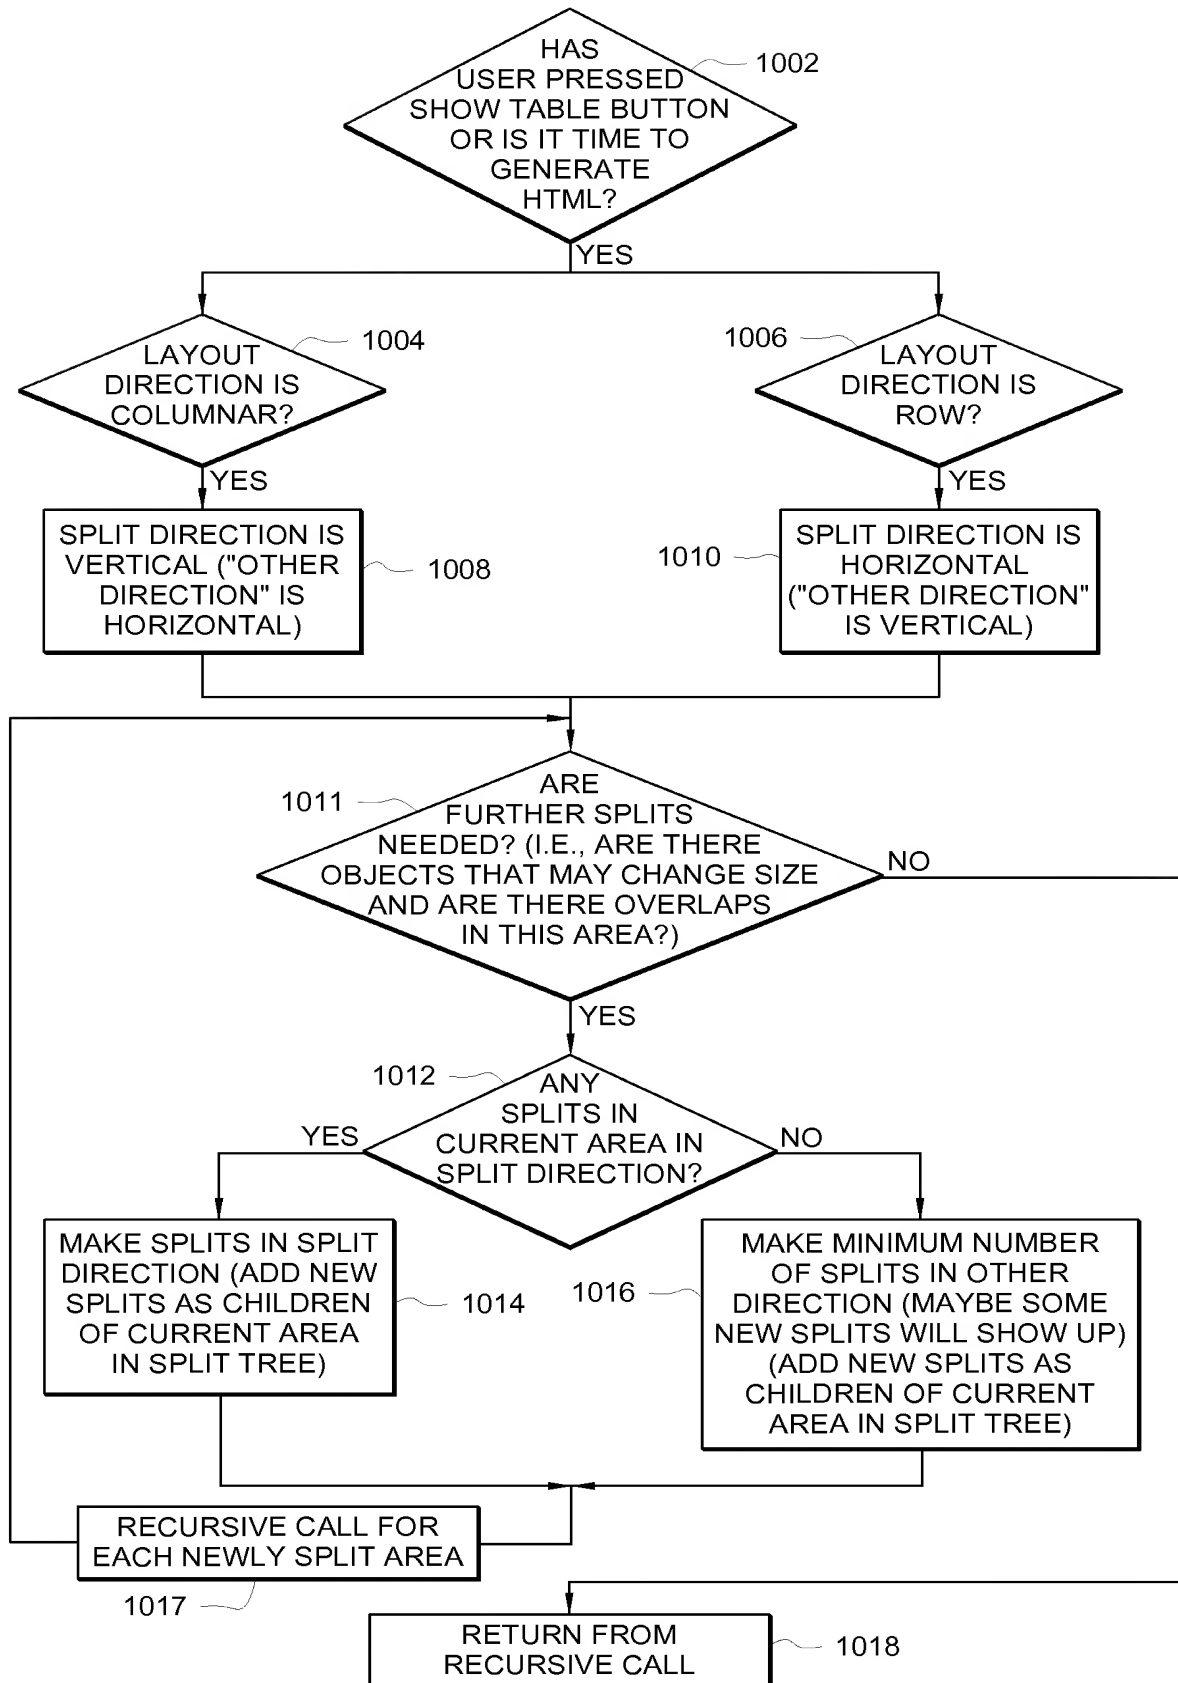 HAS
USER PRESSED
SHOW TABLE BUTTON
OR IS IT TIME TO
GENERATE
HTML?
1002
YES
LAYOUT
DIRECTION IS
COLUMNAR?
1004
YES
1006
LAYOUT
DIRECTION IS
ROW?
YES
SPLIT DIRECTION IS
VERTICAL ("OTHER
DIRECTION" IS
HORIZONTAL)
1008
1010
SPLIT DIRECTION IS
HORIZONTAL
("OTHER DIRECTION"
IS VERTICAL)
1011
ARE
FURTHER SPLITS
NEEDED? (I.E., ARE THERE
OBJECTS THAT MAY CHANGE SIZE
AND ARE THERE OVERLAPS
IN THIS AREA?)
NO
YES
1012
ANY
SPLITS IN
CURRENT AREA IN
SPLIT DIRECTION?
YES
NO
MAKE SPLITS IN SPLIT
DIRECTION (ADD NEW
SPLITS AS CHILDREN
OF CURRENT AREA
IN SPLIT TREE)
1014
1016
MAKE MINIMUM NUMBER
OF SPLITS IN OTHER
DIRECTION (MAYBE SOME
NEW SPLITS WILL SHOW UP)
(ADD NEW SPLITS AS
CHILDREN OF CURRENT
AREA IN SPLIT TREE)
RECURSIVE CALL FOR
EACH NEWLY SPLIT AREA
1017
RETURN FROM
RECURSIVE CALL
1018